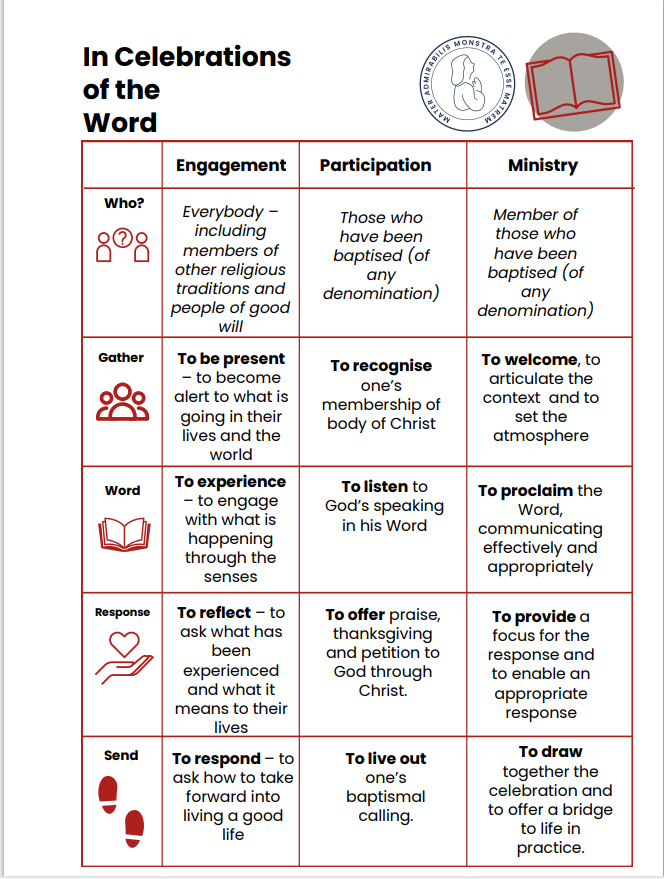 In Celebrations
of the
Word
MATER ADMIRABILIS MONSTRA TE ESSE MATREM
Engagement
Participation
Ministry
Who?
?
Everybody –
including
members of
other religious
traditions and
people of good
will
Those who
have been
baptised (of
any
denomination)
Member of
those who
have been
baptised (of
any
denomination)
Gather
To be present
– to become
alert to what is
going in their
lives and the
world
To recognise
one's
membership of
body of Christ
To welcome, to
articulate the
context and to
set the
atmosphere
Word
To experience
– to engage
with what is
happening
through the
senses
To listen to
God's speaking
in his Word
To proclaim the
Word,
communicating
effectively and
appropriately
Response
To reflect – to
ask what has
been
experienced
and what it
means to their
lives
To offer praise,
thanksgiving
and petition to
God through
Christ.
To provide a
focus for the
response and
to enable an
appropriate
response
Send
To respond – to
ask how to take
forward into
living a good
life
To live out
one's
baptismal
calling.
To draw
together the
celebration and
to offer a bridge
to life in
practice.